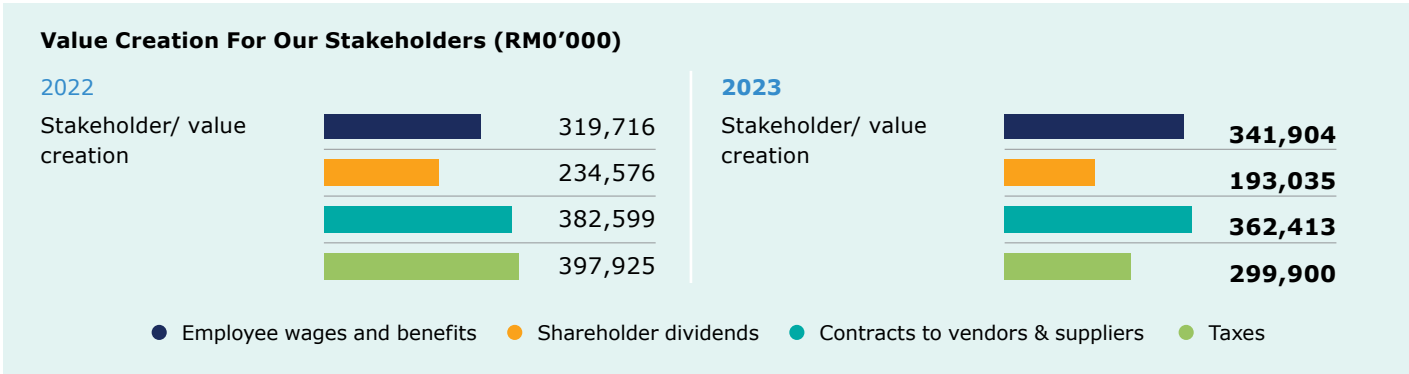 Value Creation For Our Stakeholders (RM0’000)
2022
Stakeholder/ value
creation
319,716
234,576
382,599
397,925
2023
Stakeholder/ value
creation
341,904
193,035
362,413
299,900
Employee wages and benefits
Shareholder dividends
Contracts to vendors & suppliers
Taxes